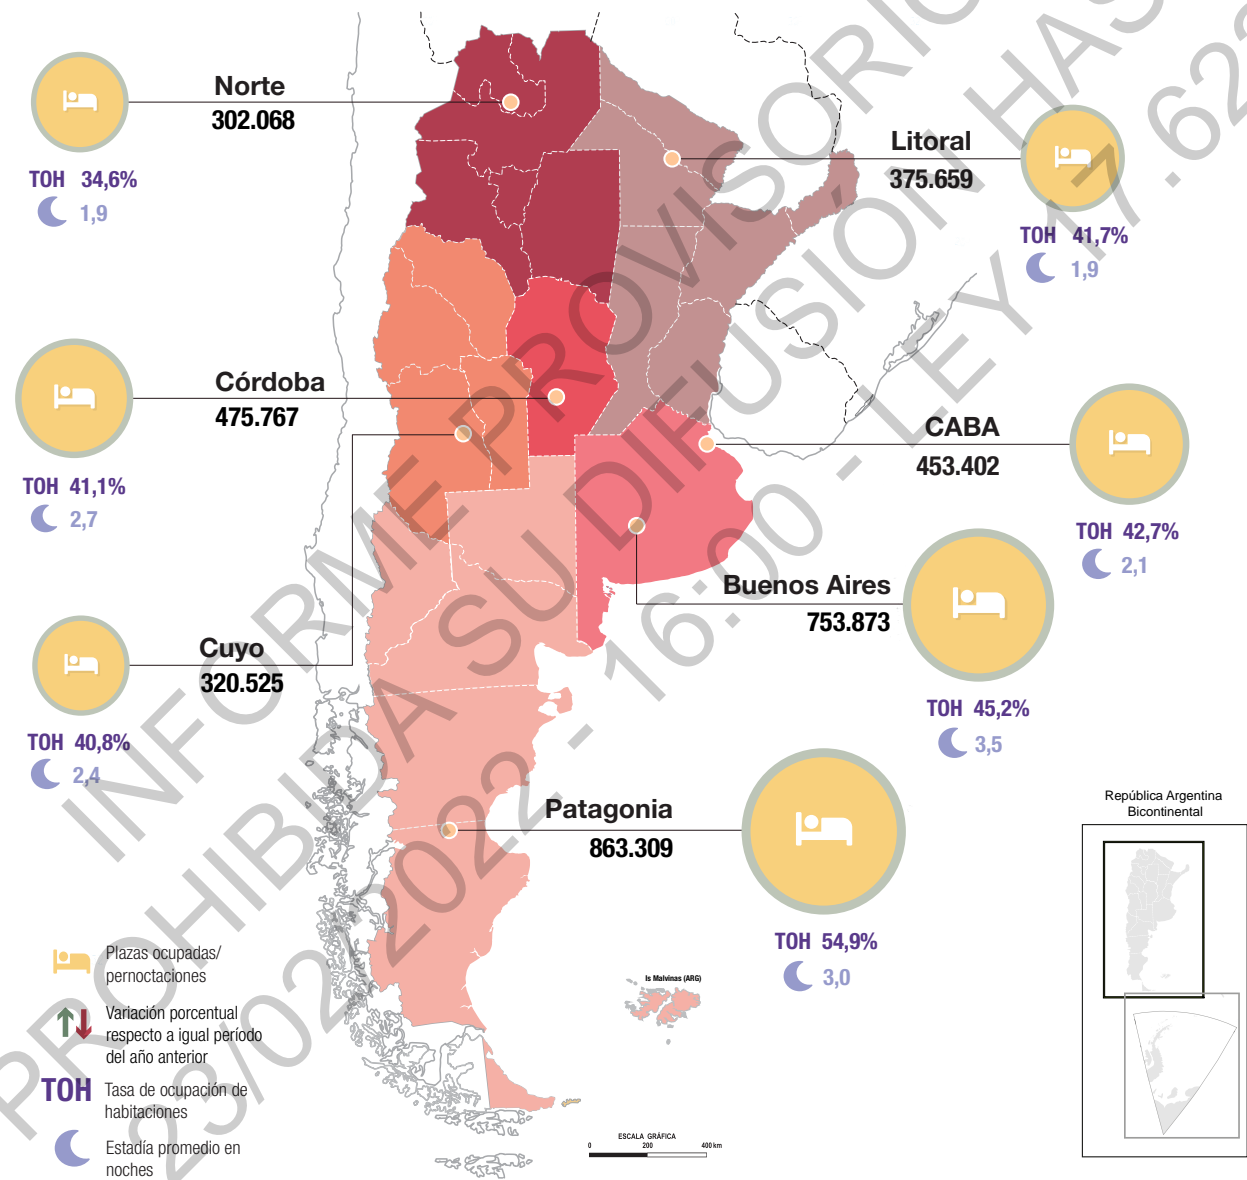 Norte
302.068
TOH 34,6%
1,9
Litoral
375.659
TOH 41,7%
1,9
Córdoba
475.767
TOH 41,1%
2,7
CABA
453.402
TOH 42,7%
2,1
Buenos Aires
753.873
TOH 45,2%
3,5
Cuyo
320.525
TOH 40,8%
2,4
Patagonia
863.309
TOH 54,9%
3,0
Is Malvinas (ARG)
República Argentina
Bicontinental
Plazas ocupadas/
pernoctaciones
Variación porcentual
respecto a igual período
del año anterior
TOH Tasa de ocupación de
habitaciones
Estadía promedio en
noches
ESCALA GRÁFICA
0 200 400 km
INFORME PROVISORIO
PROHIBIDA SU DIFUSIÓN HAS
23/02/2022 - 16:00 - LEY 17.622